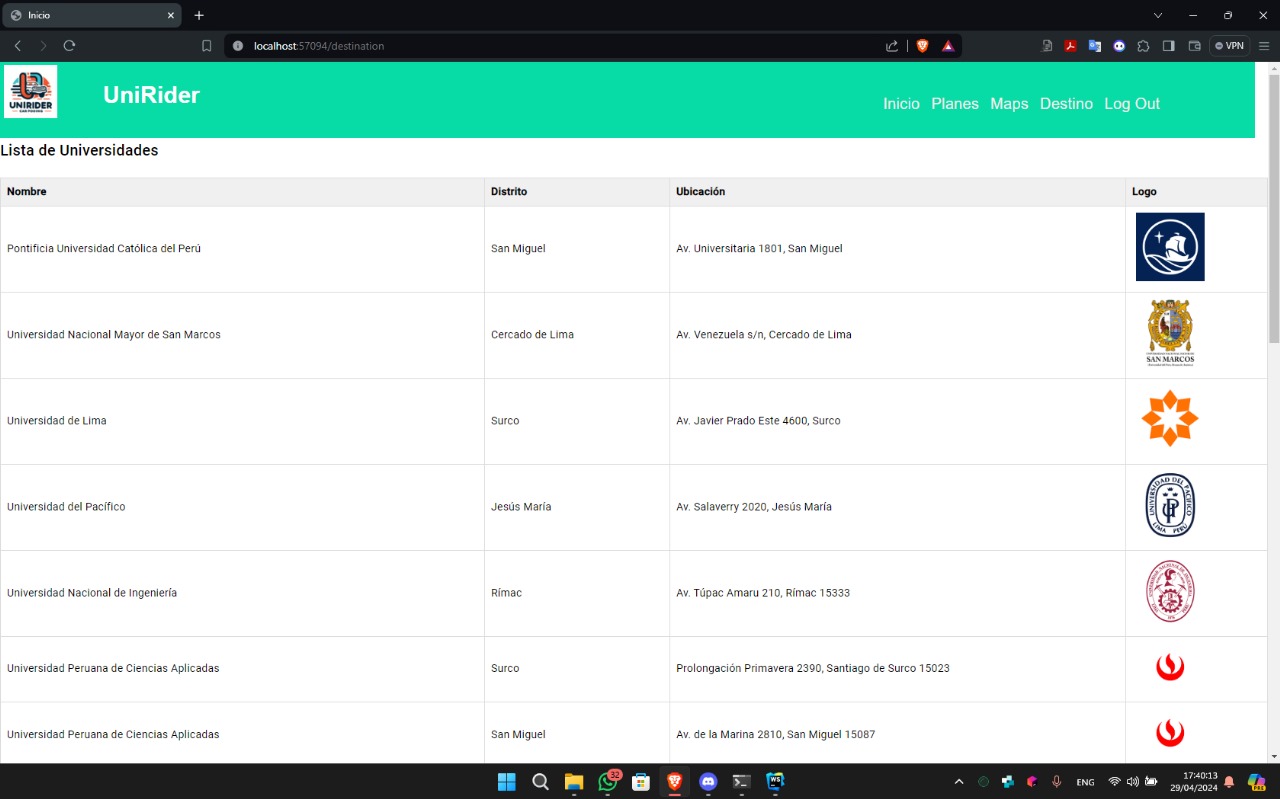 Inicio
localhost:57094/destination
VPN
UNIRIDER
UniRider
Inicio Planes Maps Destino Log Out
Lista de Universidades
Nombre Distrito Ubicación Logo
Pontificia Universidad Católica del Perú San Miguel Av. Universitaria 1801, San Miguel
Universidad Nacional Mayor de San Marcos Cercado de Lima Av. Venezuela s/n, Cercado de Lima
SAN MARCOS
Universidad de Lima Surco Av. Javier Prado Este 4600, Surco
Universidad del Pacífico Jesús María Av. Salaverry 2020, Jesús María
UNIVERSIDAD DEL PACÍFICO
LIMA PERÚ
Universidad Nacional de Ingeniería Rímac Av. Túpac Amaru 210, Rímac 15333
Universidad Peruana de Ciencias Aplicadas Surco Prolongación Primavera 2390, Santiago de Surco 15023
Universidad Peruana de Ciencias Aplicadas San Miguel Av. de la Marina 2810, San Miguel 15087
32
WS
ENG
17:40:13
29/04/2024
PRE